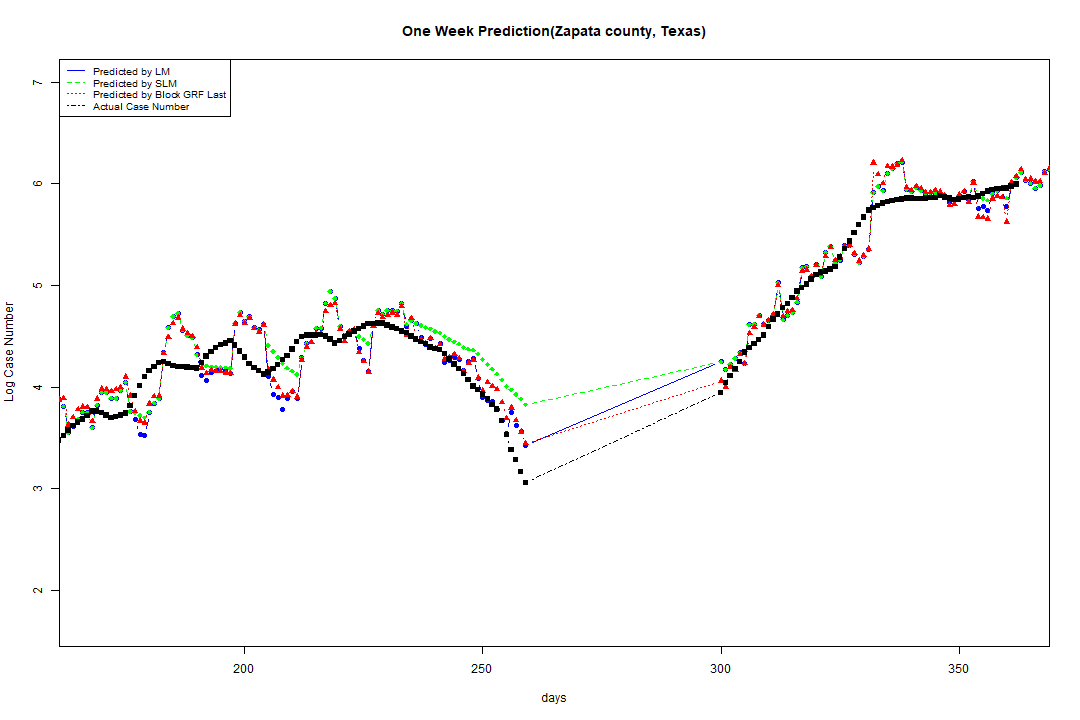 One Week Prediction(Zapata county, Texas)
Predicted by LM
Predicted by SLM
Predicted by Block GRF Last
Actual Case Number
7
6
5
4
3
2
Log Case Number
200
250
300
350
days